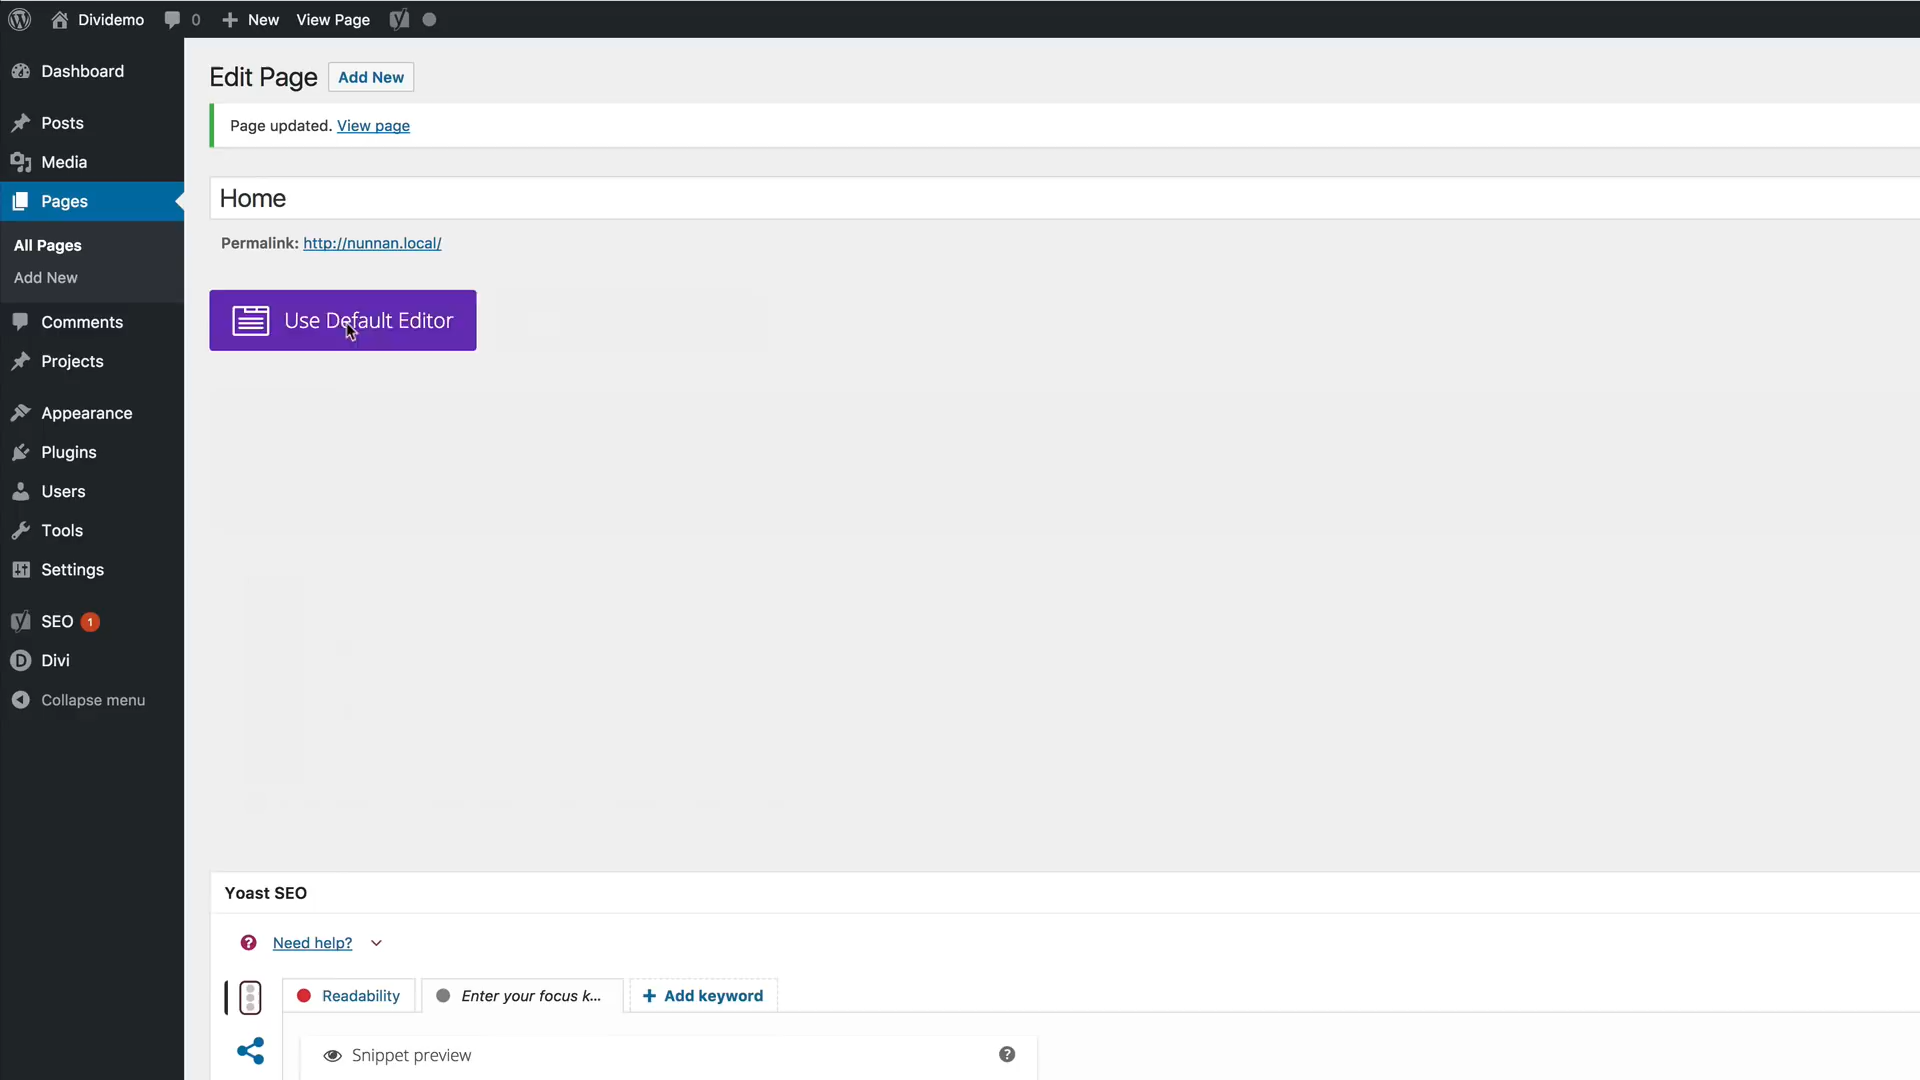 Dividemo 0 New View Page
Dashboard
Posts
Media
Pages
All Pages
Add New
Comments
Projects
Appearance
Plugins
Users
Tools
Settings
SEO 1
Divi
Collapse menu
Edit Page Add New
Page updated. View page
Home
Permalink: http://nunnan.local/
Use Default Editor
Yoast SEO
Need help?
Readability Enter your focus k... Add keyword
Snippet preview